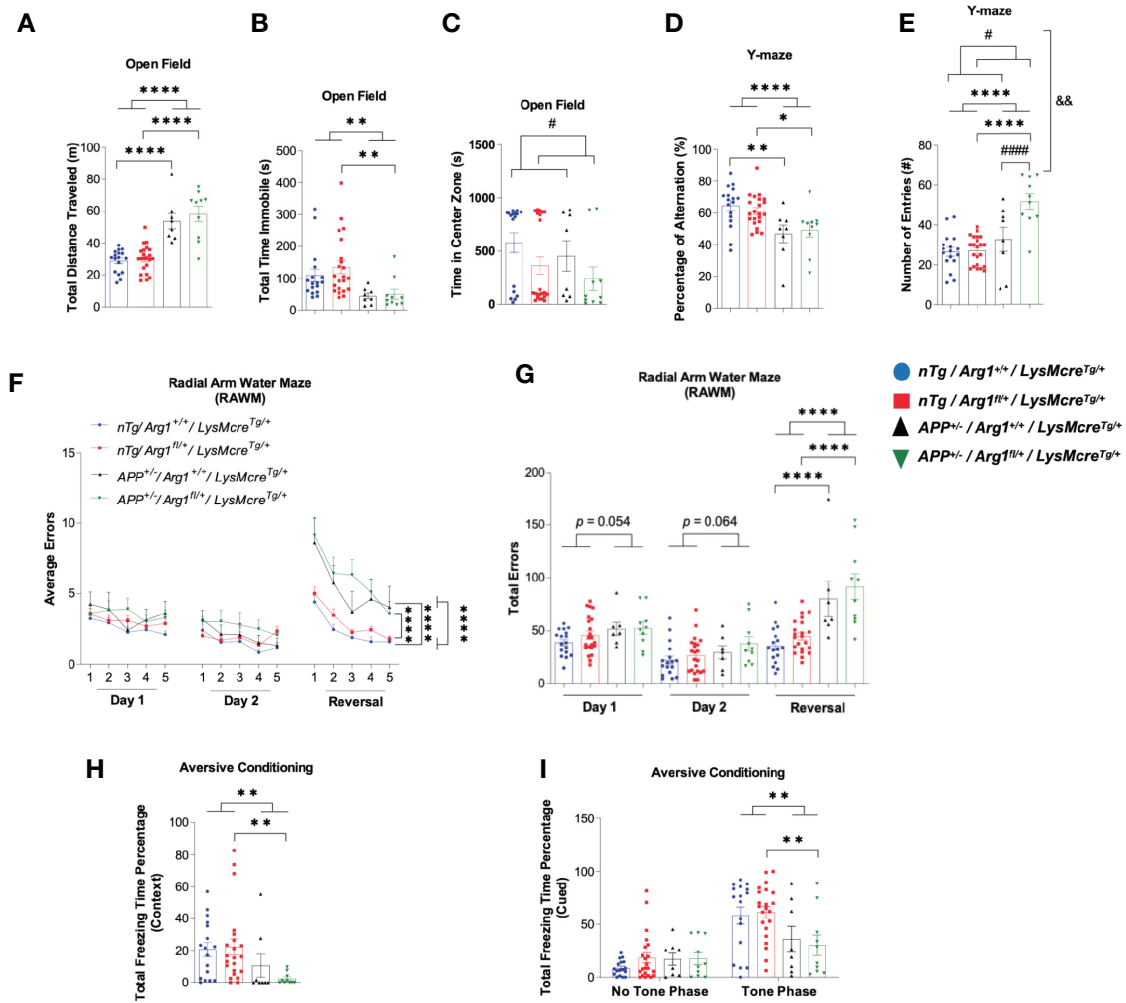 A
Open Field
****
****
****
Total Distance Traveled (m)
100
80
60
40
20
0
B
Open Field
**
**
Total Time Immobile (s)
500
400
300
200
100
0
C
Open Field
#
Time in Center Zone (s)
1500
1000
500
0
D
Y-maze
****
*
**
Percentage of Alternation (%)
100
80
60
40
20
0
E
Y-maze
#
&&
****
****
####
Number of Entries (#)
80
60
40
20
0
F
Radial Arm Water Maze
(RAWM)
nTg/Arg1+/+/LysMcreTg/+
nTg/Arg1fl/+/LysMcreTg/+
APP+/-/Arg1+/+/LysMcreTg/+
APP+/-/Arg1fl/+/LysMcreTg/+
Average Errors
15
10
5
0
1 2 3 4 5 1 2 3 4 5 1 2 3 4 5
Day 1 Day 2 Reversal
****
****
****
G
Radial Arm Water Maze
(RAWM)
****
****
****
p = 0.054
p = 0.064
Total Errors
200
150
100
50
0
Day 1 Day 2 Reversal
nTg / Arg1+/+ / LysMcreTg/+
nTg / Arg1fl/+ / LysMcreTg/+
APP+/- / Arg1+/+ / LysMcreTg/+
APP+/- / Arg1fl/+ / LysMcreTg/+
H
Aversive Conditioning
**
**
Total Freezing Time Percentage
(Context)
100
80
60
40
20
0
I
Aversive Conditioning
**
**
Total Freezing Time Percentage
(Cued)
150
100
50
0
No Tone Phase Tone Phase